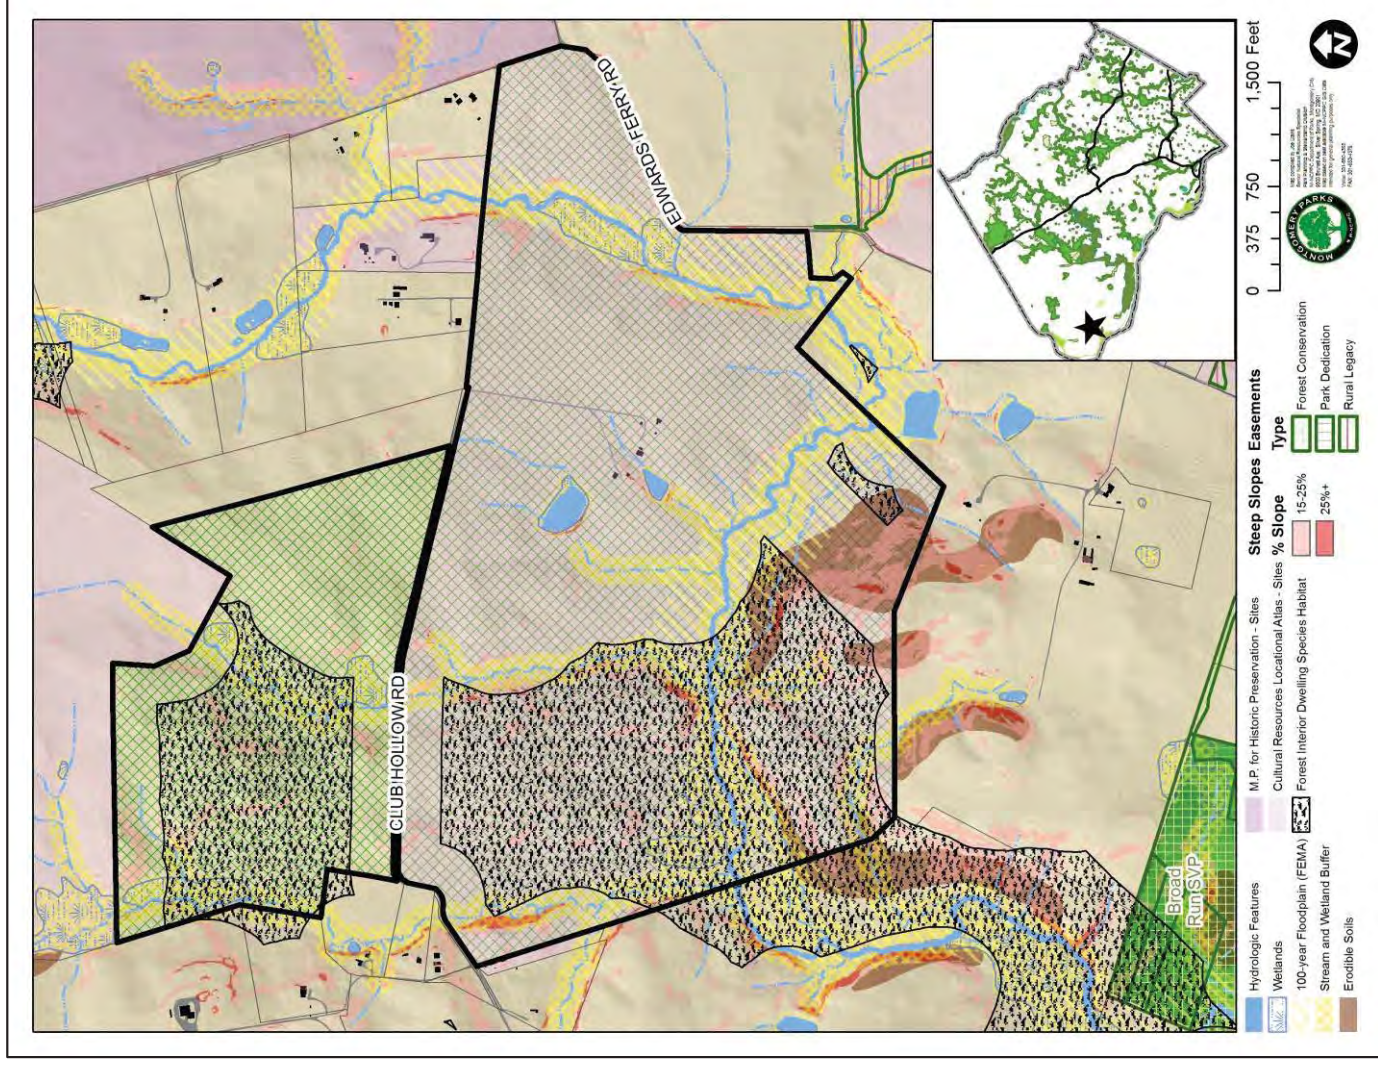 EDWARDS FERRY RD
CLUB HOLLOW RD
Broad
Run SVP
Hydrologic Features
Wetlands
100-year Floodplain (FEMA)
Stream and Wetland Buffer
Erodible Soils
M.P. for Historic Preservation - Sites
Cultural Resources Locational Atlas - Sites
Forest Interior Dwelling Species Habitat
Steep Slopes
% Slope
15-25%
25%+
Easements
Type
Forest Conservation
Park Dedication
Rural Legacy
0 375 750 1,500 Feet
MONTGOMERY PARKS
N